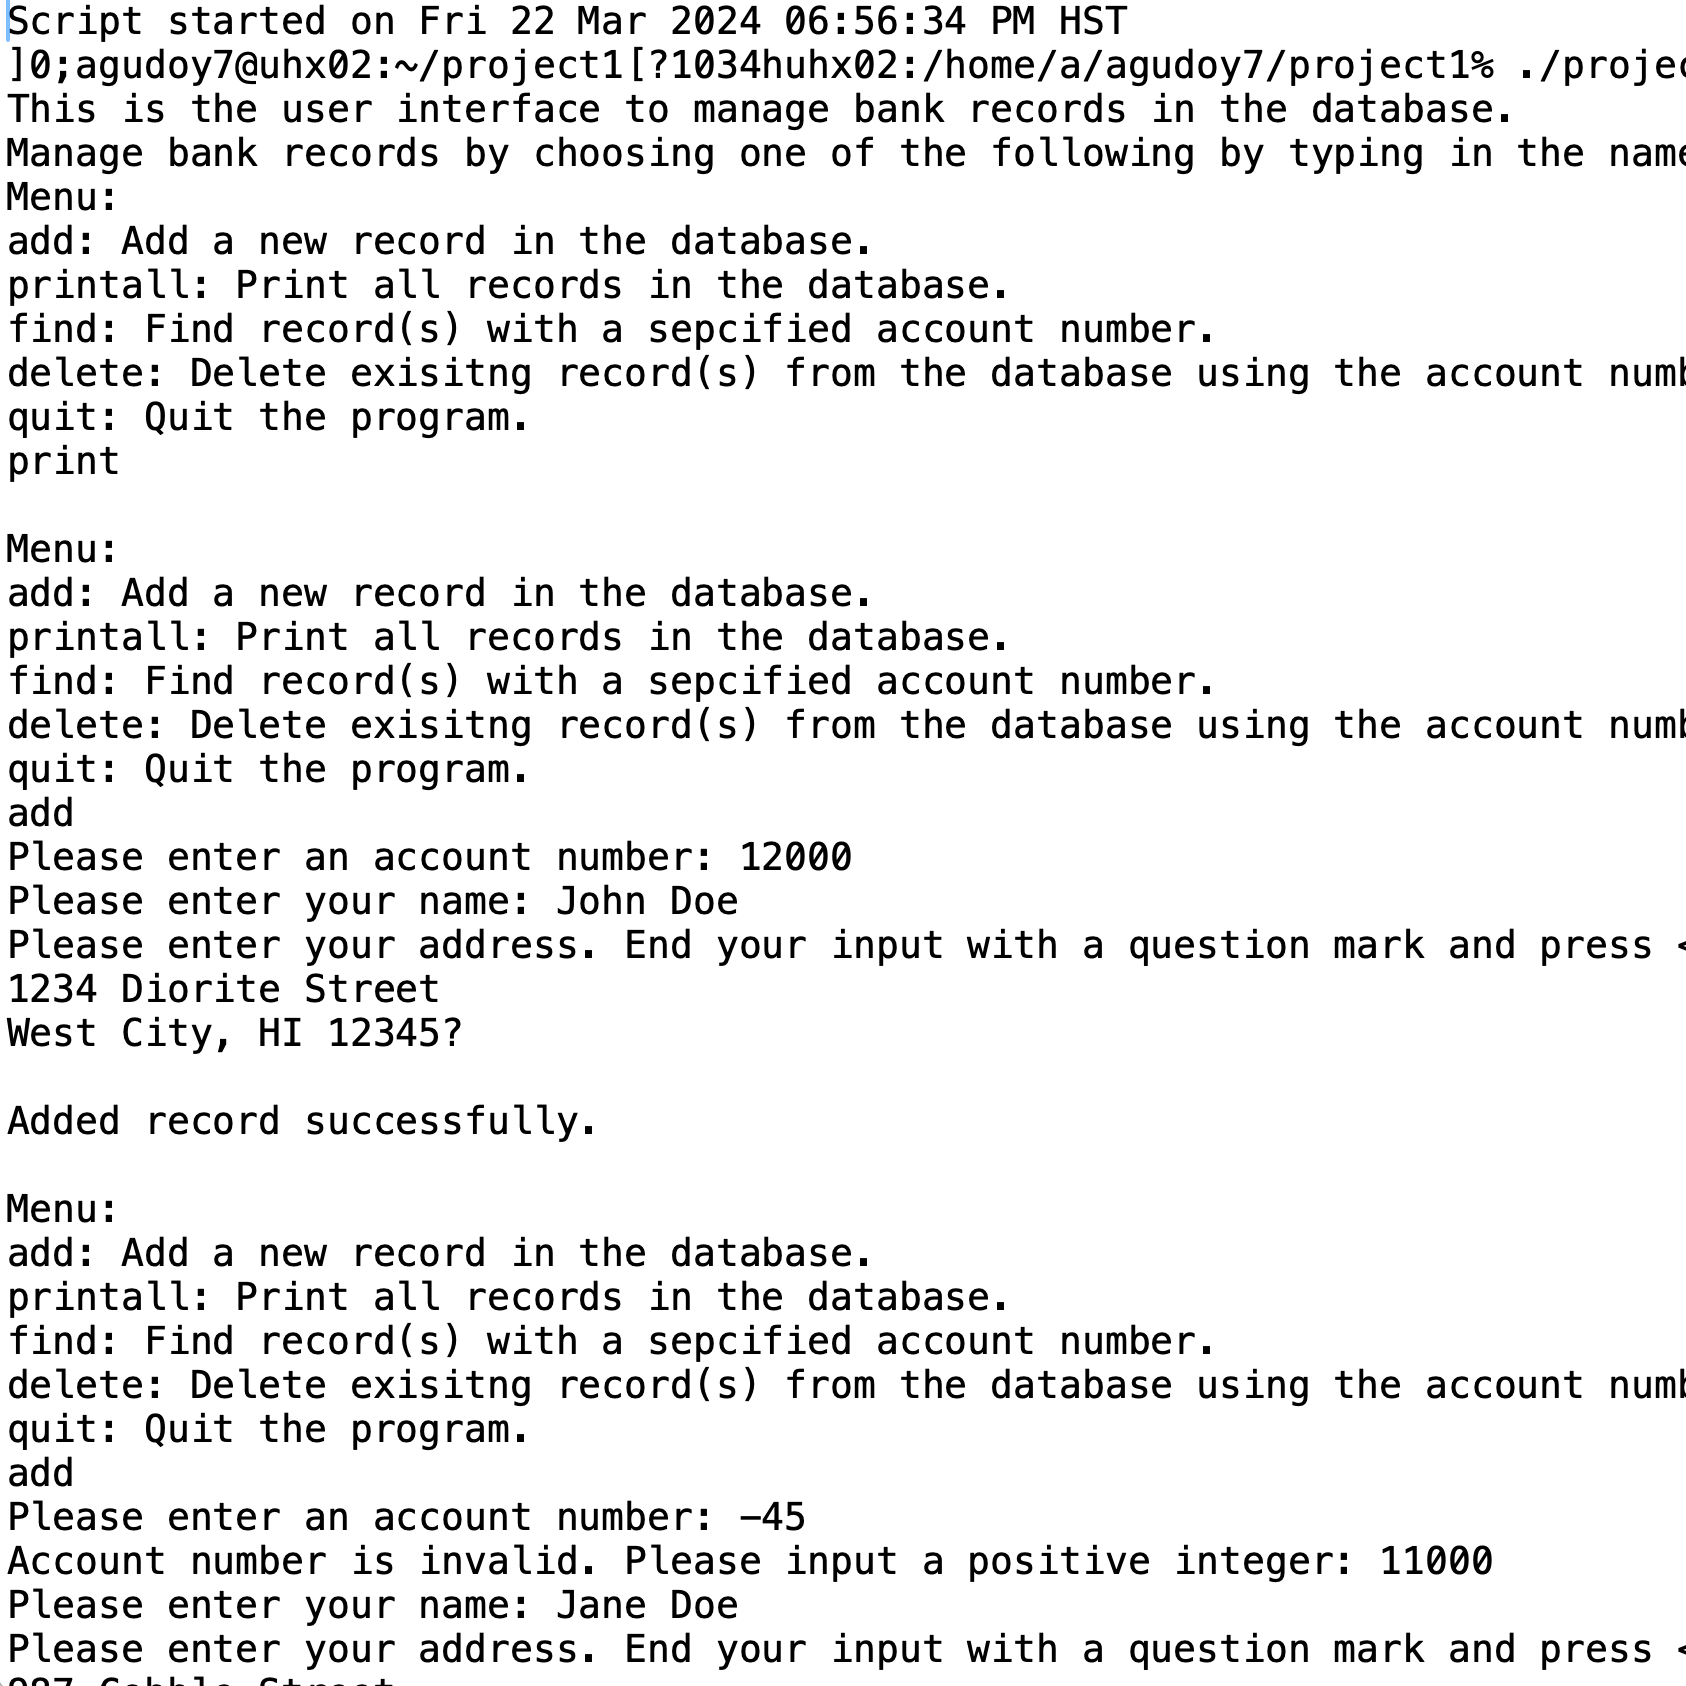 Script started on Fri 22 Mar 2024 06:56:34 PM HST
]0;agudoy7@uhx02:~/project1[?1034huhx02:/home/a/agudoy7/project1% ./projec
This is the user interface to manage bank records in the database.
Manage bank records by choosing one of the following by typing in the name
Menu:
add: Add a new record in the database.
printall: Print all records in the database.
find: Find record(s) with a sepcified account number.
delete: Delete exisitng record(s) from the database using the account numb
quit: Quit the program.
print

Menu:
add: Add a new record in the database.
printall: Print all records in the database.
find: Find record(s) with a sepcified account number.
delete: Delete exisitng record(s) from the database using the account numb
quit: Quit the program.
add
Please enter an account number: 12000
Please enter your name: John Doe
Please enter your address. End your input with a question mark and press <
1234 Diorite Street
West City, HI 12345?

Added record successfully.

Menu:
add: Add a new record in the database.
printall: Print all records in the database.
find: Find record(s) with a sepcified account number.
delete: Delete exisitng record(s) from the database using the account numb
quit: Quit the program.
add
Please enter an account number: -45
Account number is invalid. Please input a positive integer: 11000
Please enter your name: Jane Doe
Please enter your address. End your input with a question mark and press <
987 Cobble Street